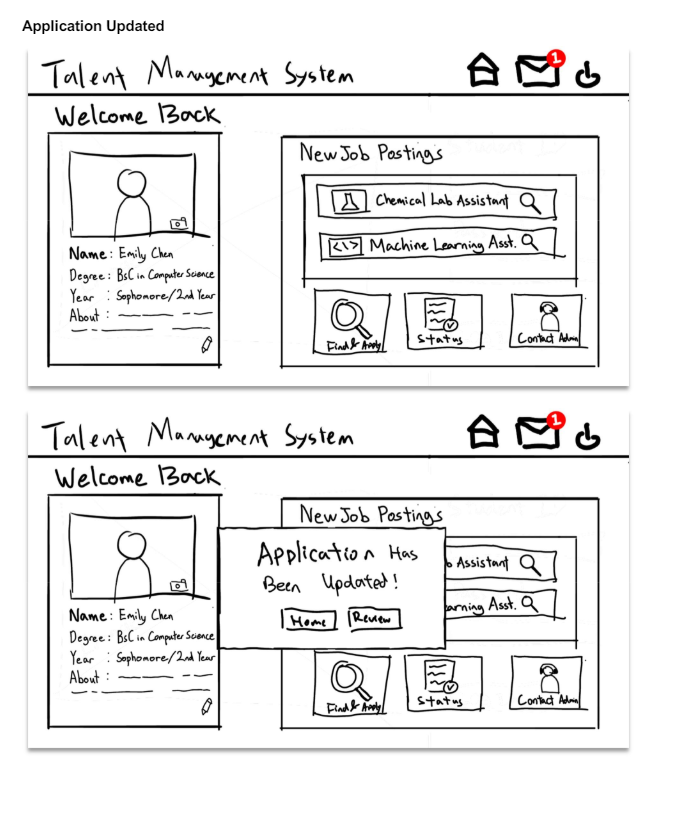 Application Updated
Talent Management System
1
Welcome Back
New Job Postings
Chemical Lab Assistant
<\> Machine Learning Asst.
Name: Emily Chen
Degree: BsC in Computer Science
Year : Sophomore/2nd Year
About :
Find & Apply
Status
Contact Admin
Talent Management System
1
Welcome Back
New Job Postings
Application Has
Been Updated!
Home Review
b Assistant
arning Asst.
Name: Emily Chen
Degree: BsC in Computer Science
Year : Sophomore/2nd Year
About :
Find & Apply
Status
Contact Admin